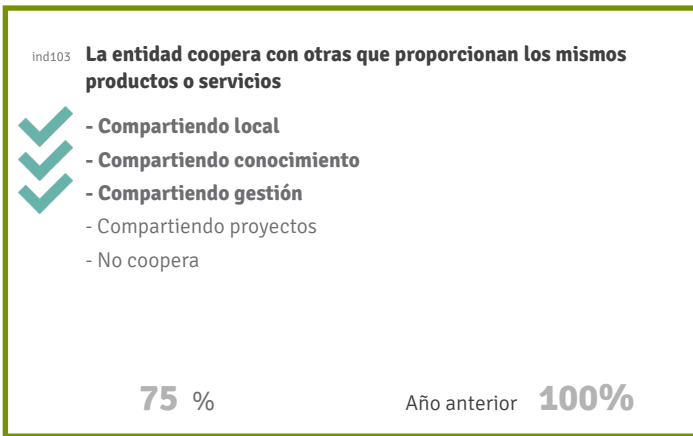 ind103 La entidad coopera con otras que proporcionan los mismos
productos o servicios
- Compartiendo local
- Compartiendo conocimiento
- Compartiendo gestión
- Compartiendo proyectos
- No coopera
75 % Año anterior 100%